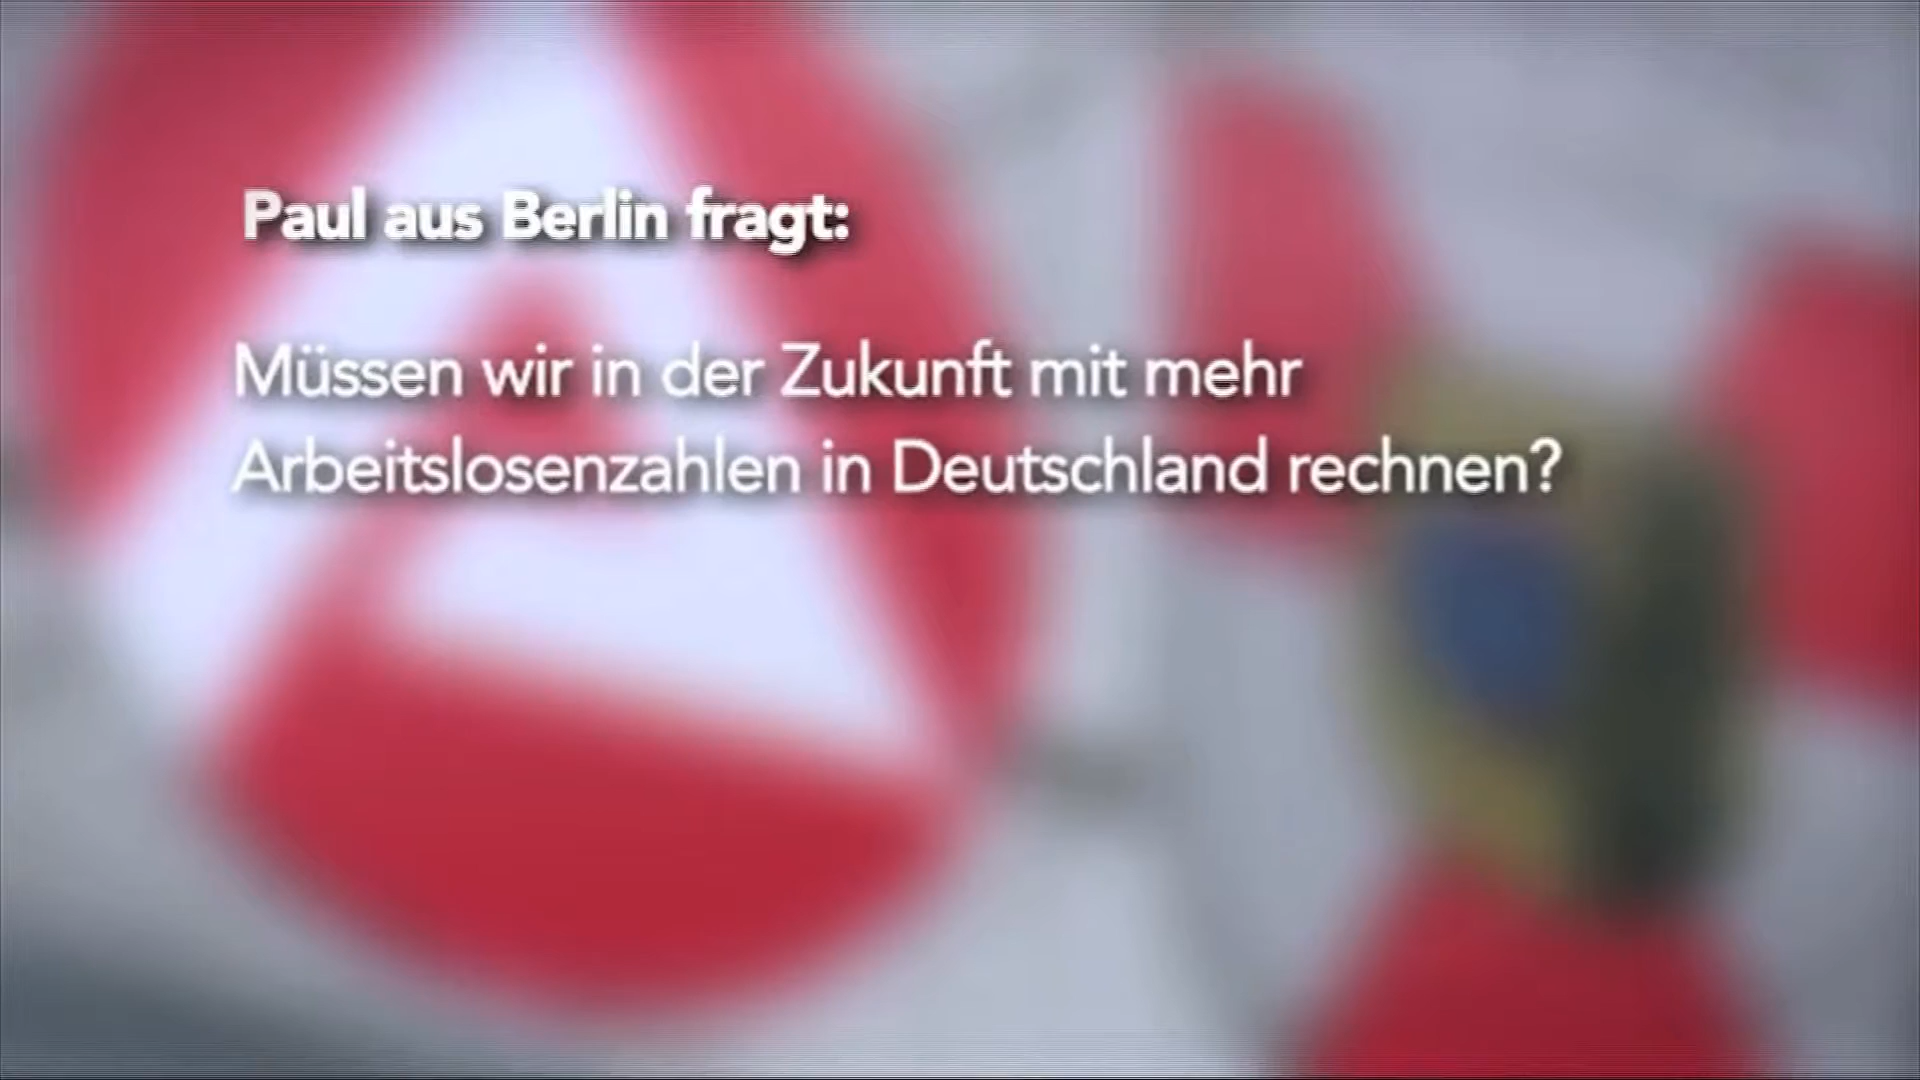 Paul aus Berlin fragt:
Müssen wir in der Zukunft mit mehr
Arbeitslosenzahlen in Deutschland rechnen?